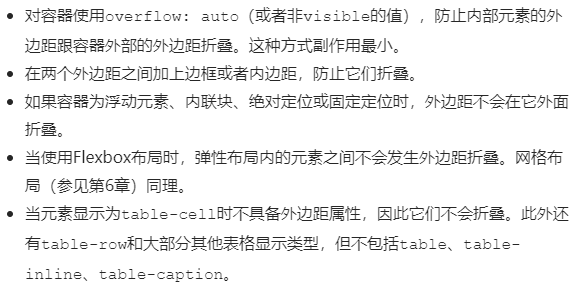 • 对容器使用overflow: auto（或者非visible的值），防止内部元素的外
边距跟容器外部的外边距折叠。这种方式副作用最小。
• 在两个外边距之间加上边框或者内边距，防止它们折叠。
• 如果容器为浮动元素、内联块、绝对定位或固定定位时，外边距不会在它外面
折叠。
• 当使用Flexbox布局时，弹性布局内的元素之间不会发生外边距折叠。网格布
局（参见第6章）同理。
• 当元素显示为table-cell时不具备外边距属性，因此它们不会折叠。此外还
有table-row和大部分其他表格显示类型，但不包括table、table-
inline、table-caption。